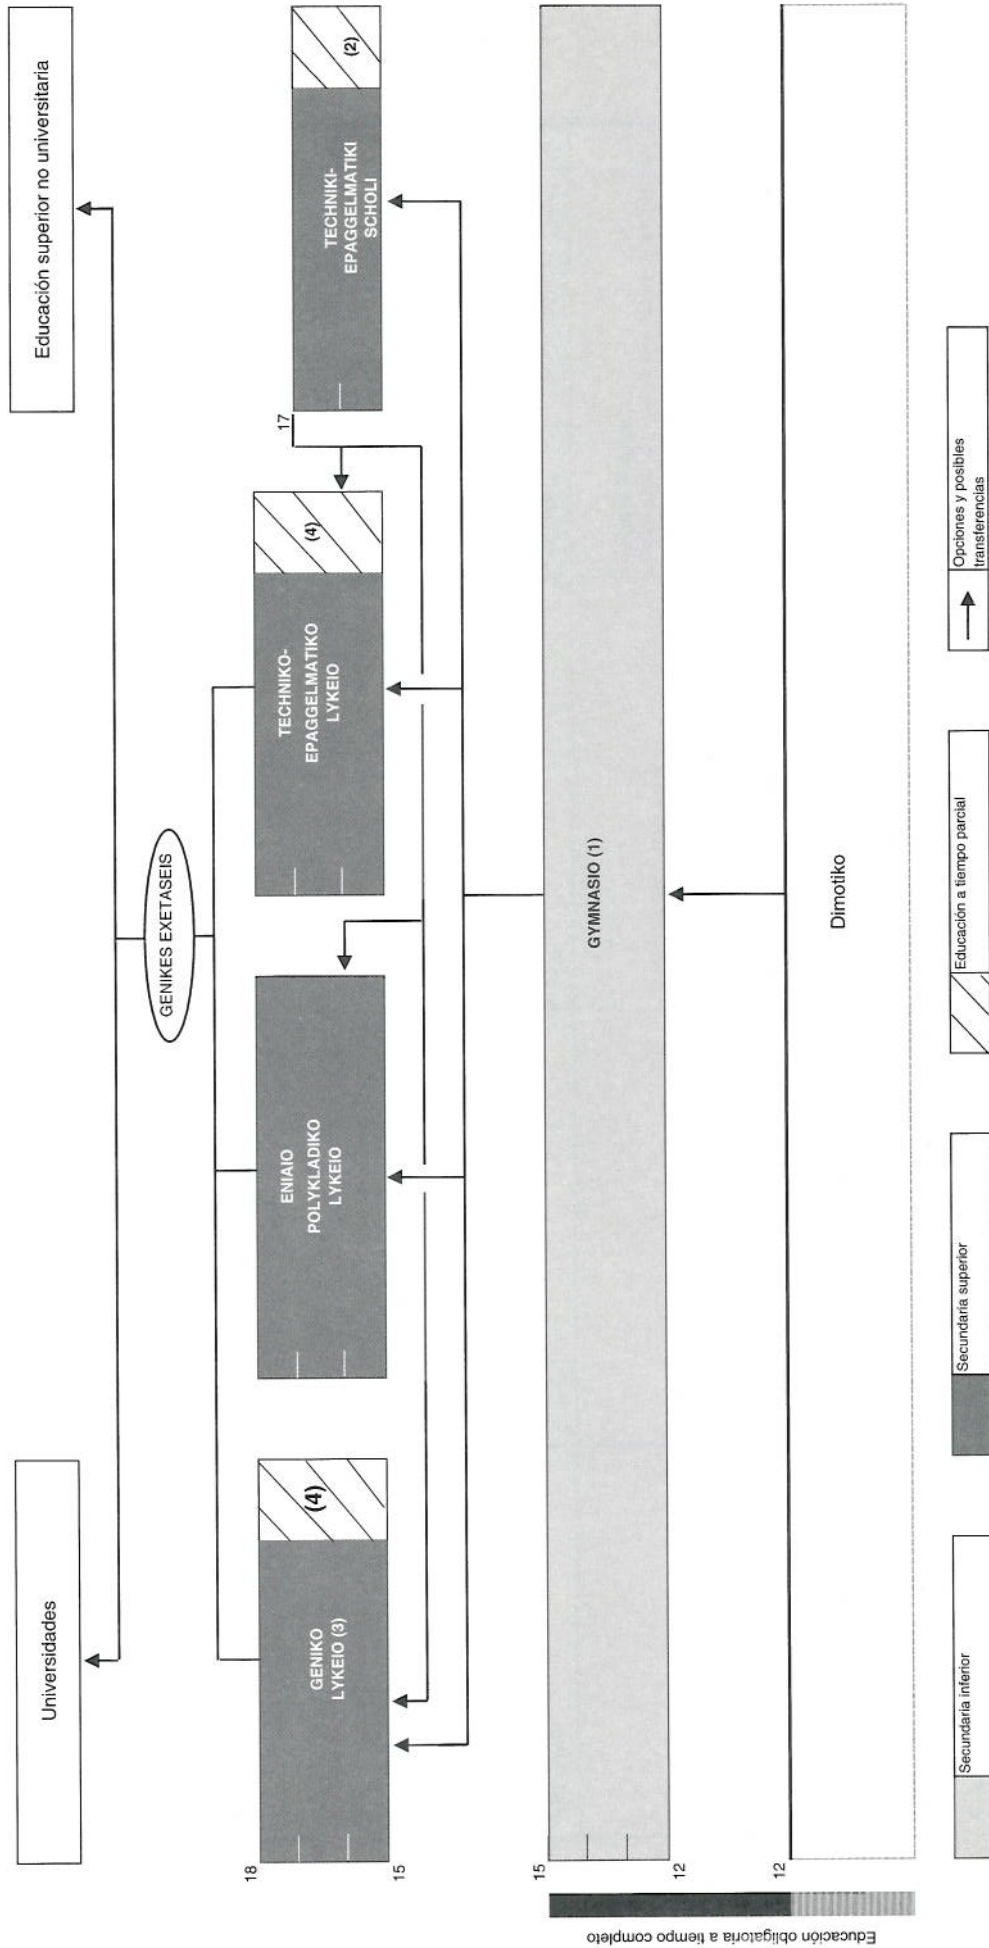 Universidades
Educación superior no universitaria
GENIKES EXETASEIS
18
15
GENIKO
LYKEIO (3)
(4)
ENIAIO
POLYKLADIKO
LYKEIO
TECHNIKO-
EPAGGELMATIKO
LYKEIO
(4)
17
TECHNIKI-
EPAGGELMATIKI
SCHOLI
(2)
15
12
GYMNASIO (1)
12
Dimotiko
Educación obligatoria a tiempo completo
Secundaria inferior
Secundaria superior
Educación a tiempo parcial
Opciones y posibles
transferencias